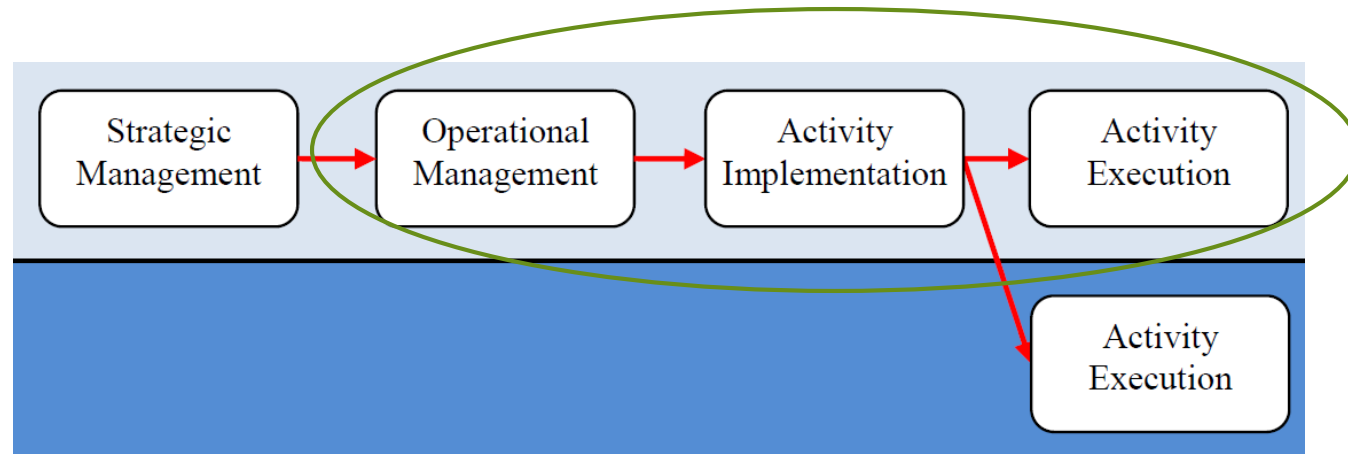 Strategic
Management
Operational
Management
Activity
Implementation
Activity
Execution
Activity
Execution